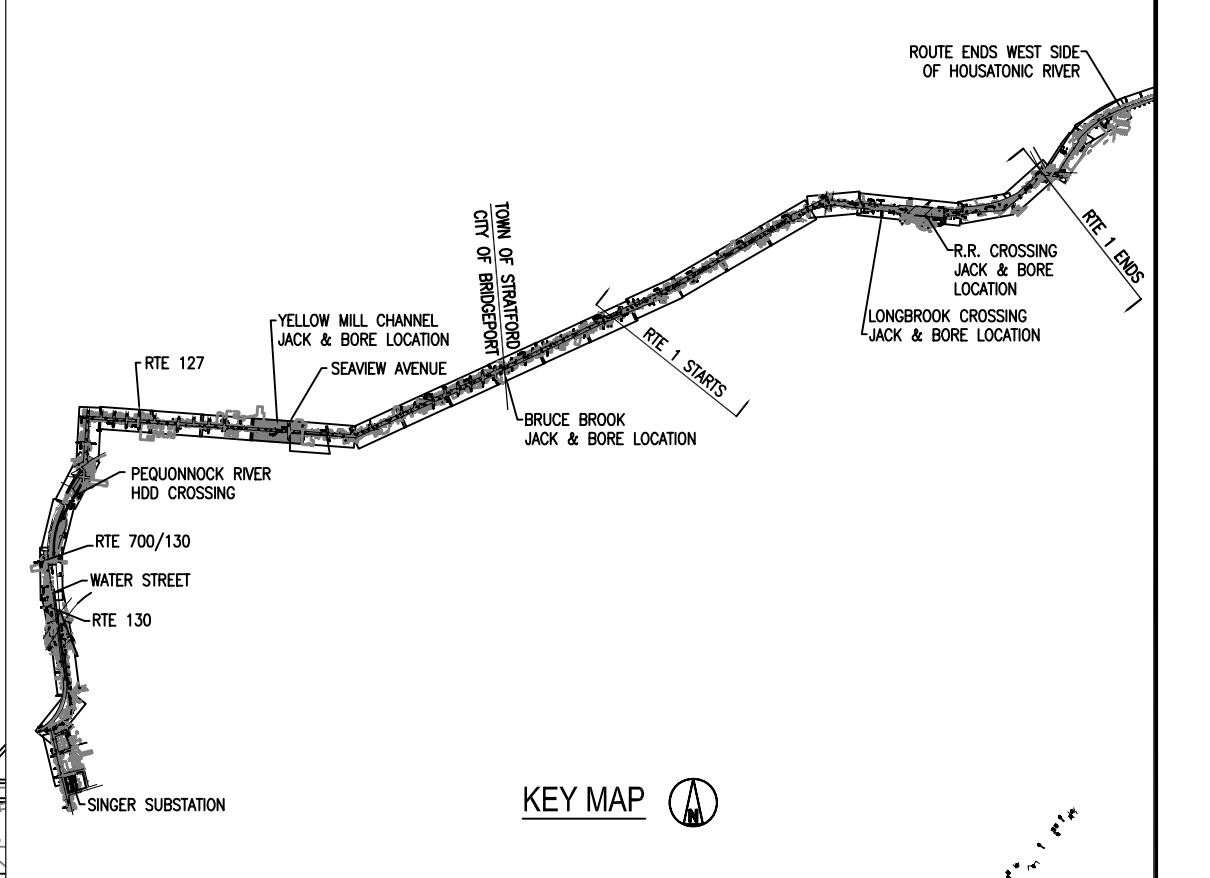 ROUTE ENDS WEST SIDE
OF HOUSATONIC RIVER
TOWN OF STRATFORD
CITY OF BRIDGEPORT
RTE 1 ENDS
R.R. CROSSING
JACK & BORE
LOCATION
LONGBROOK CROSSING
JACK & BORE LOCATION
YELLOW MILL CHANNEL
JACK & BORE LOCATION
RTE 1 STARTS
RTE 127
SEAVIEW AVENUE
BRUCE BROOK
JACK & BORE LOCATION
PEQUONNOCK RIVER
HDD CROSSING
RTE 700/130
WATER STREET
RTE 130
SINGER SUBSTATION
KEY MAP
N